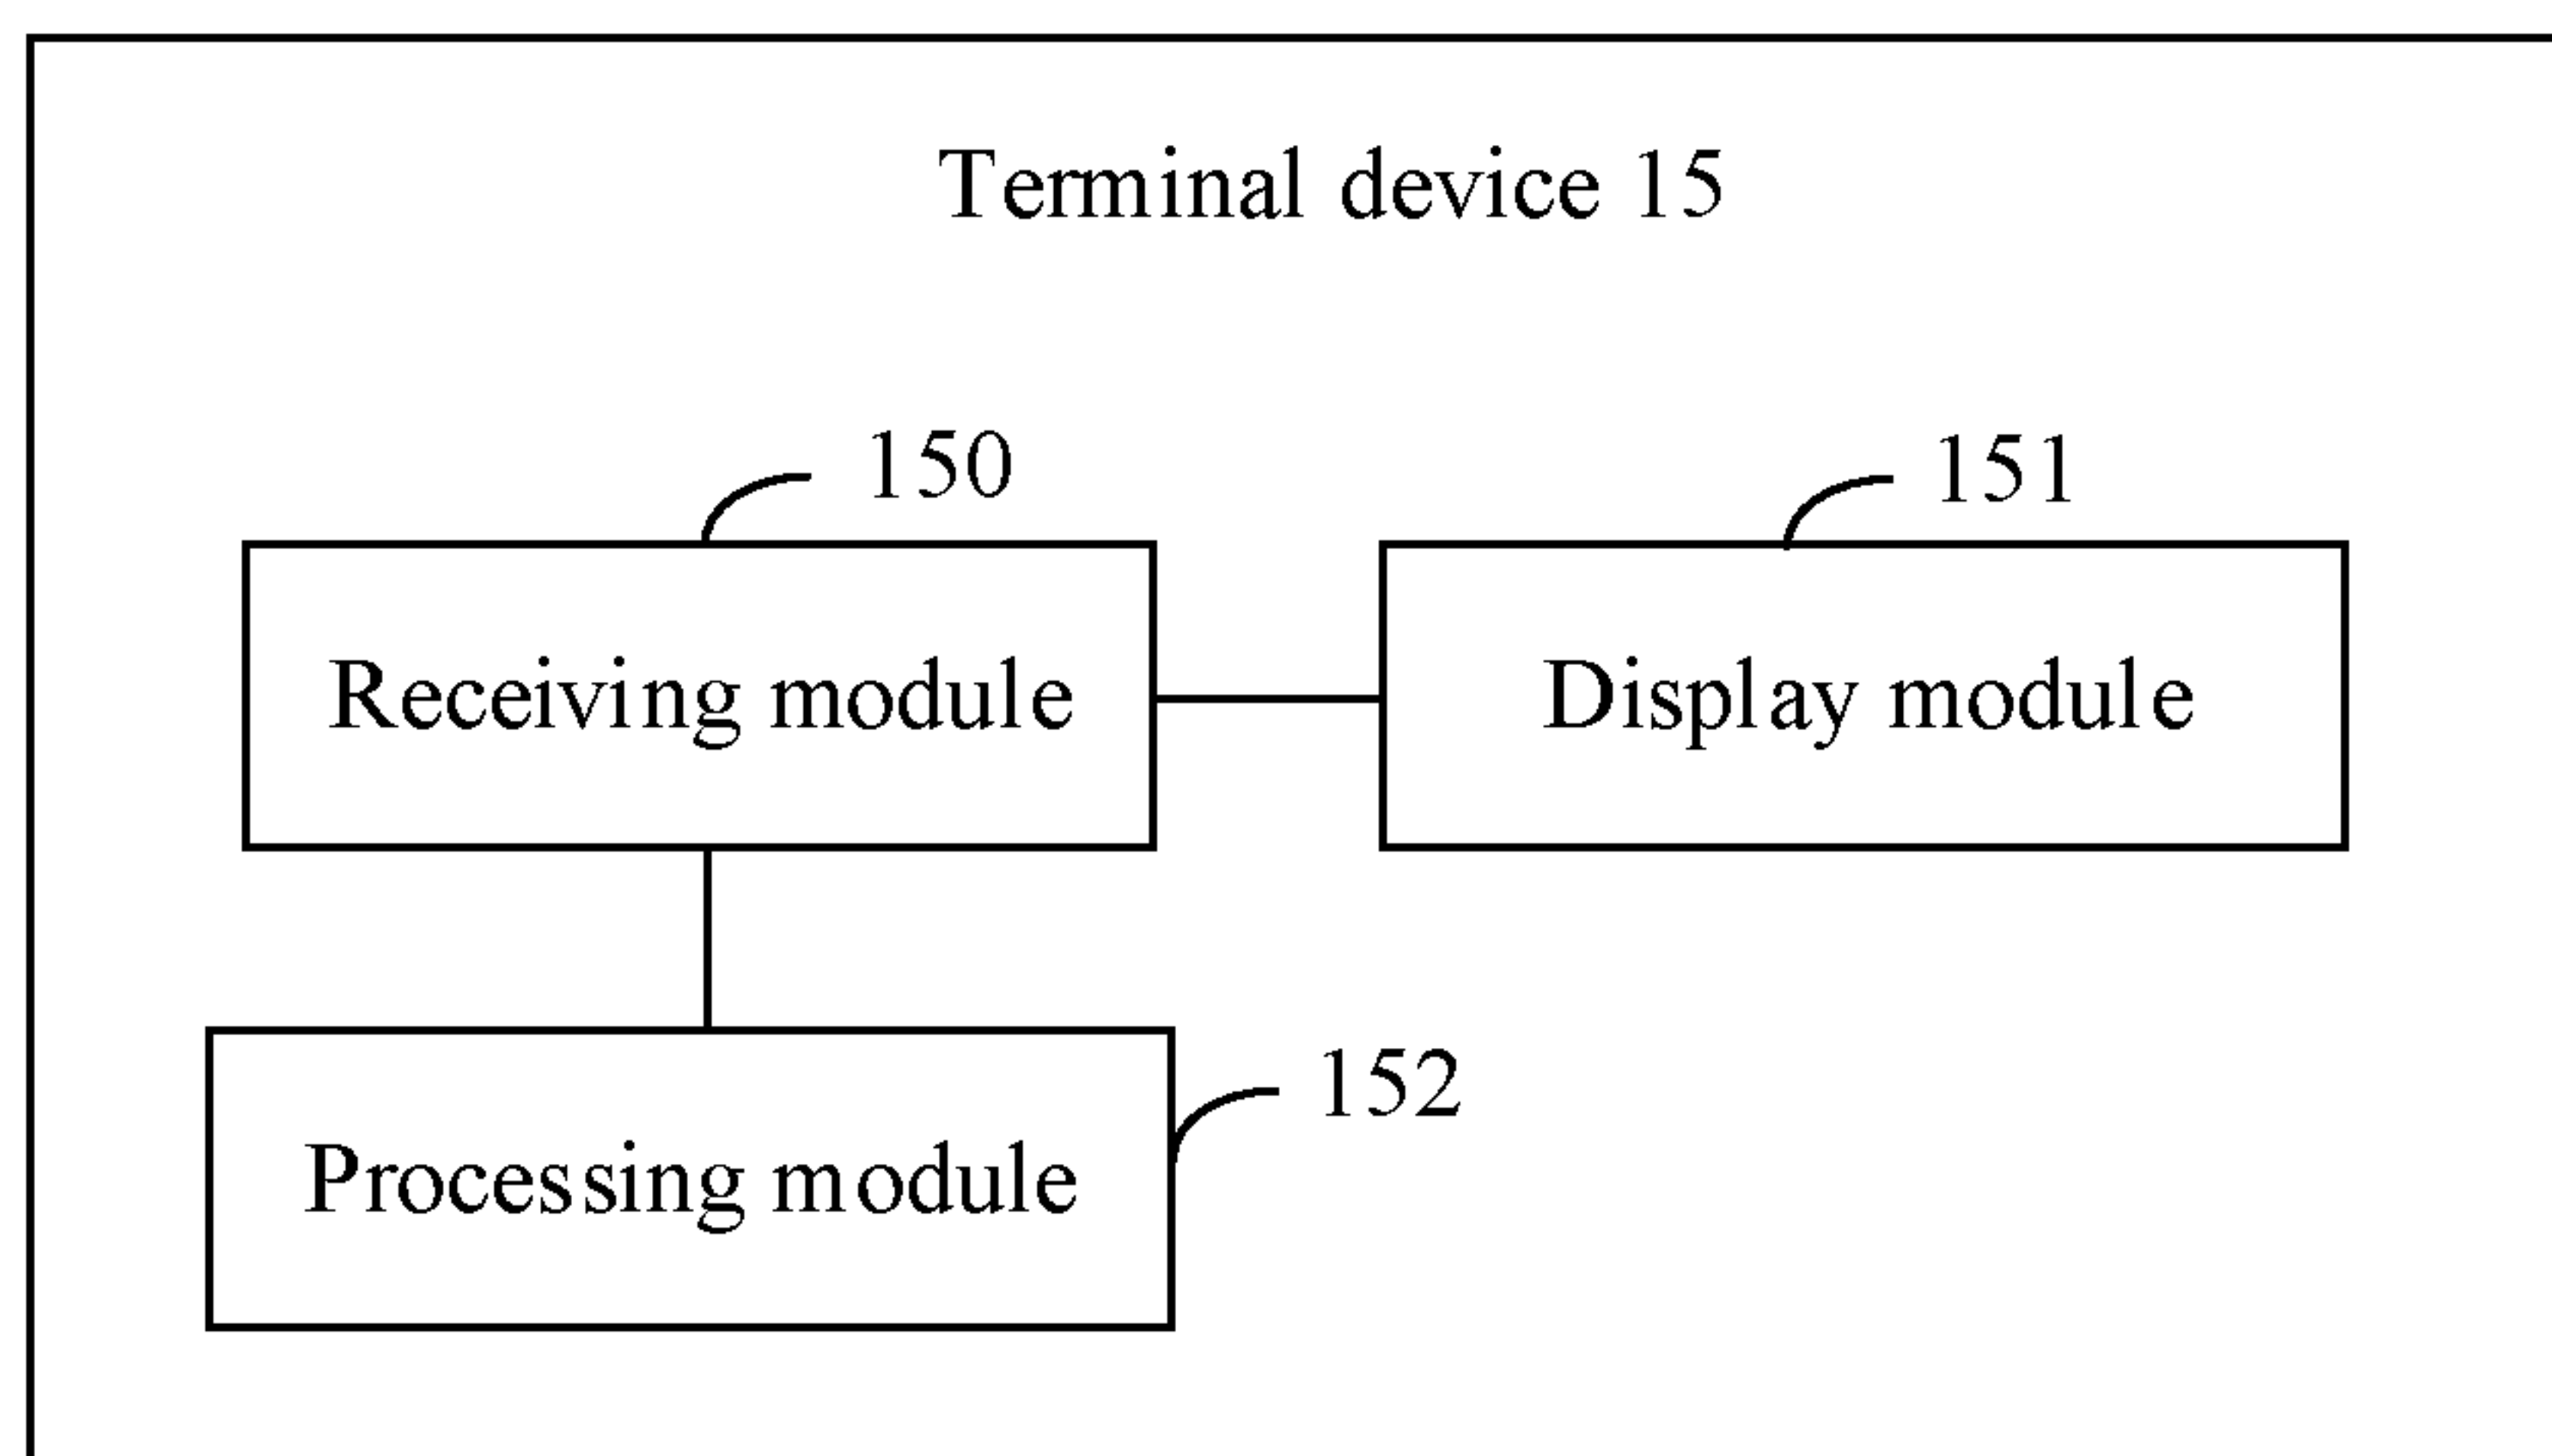 Terminal device 15
150
151
Receiving module
Display module
152
Processing module